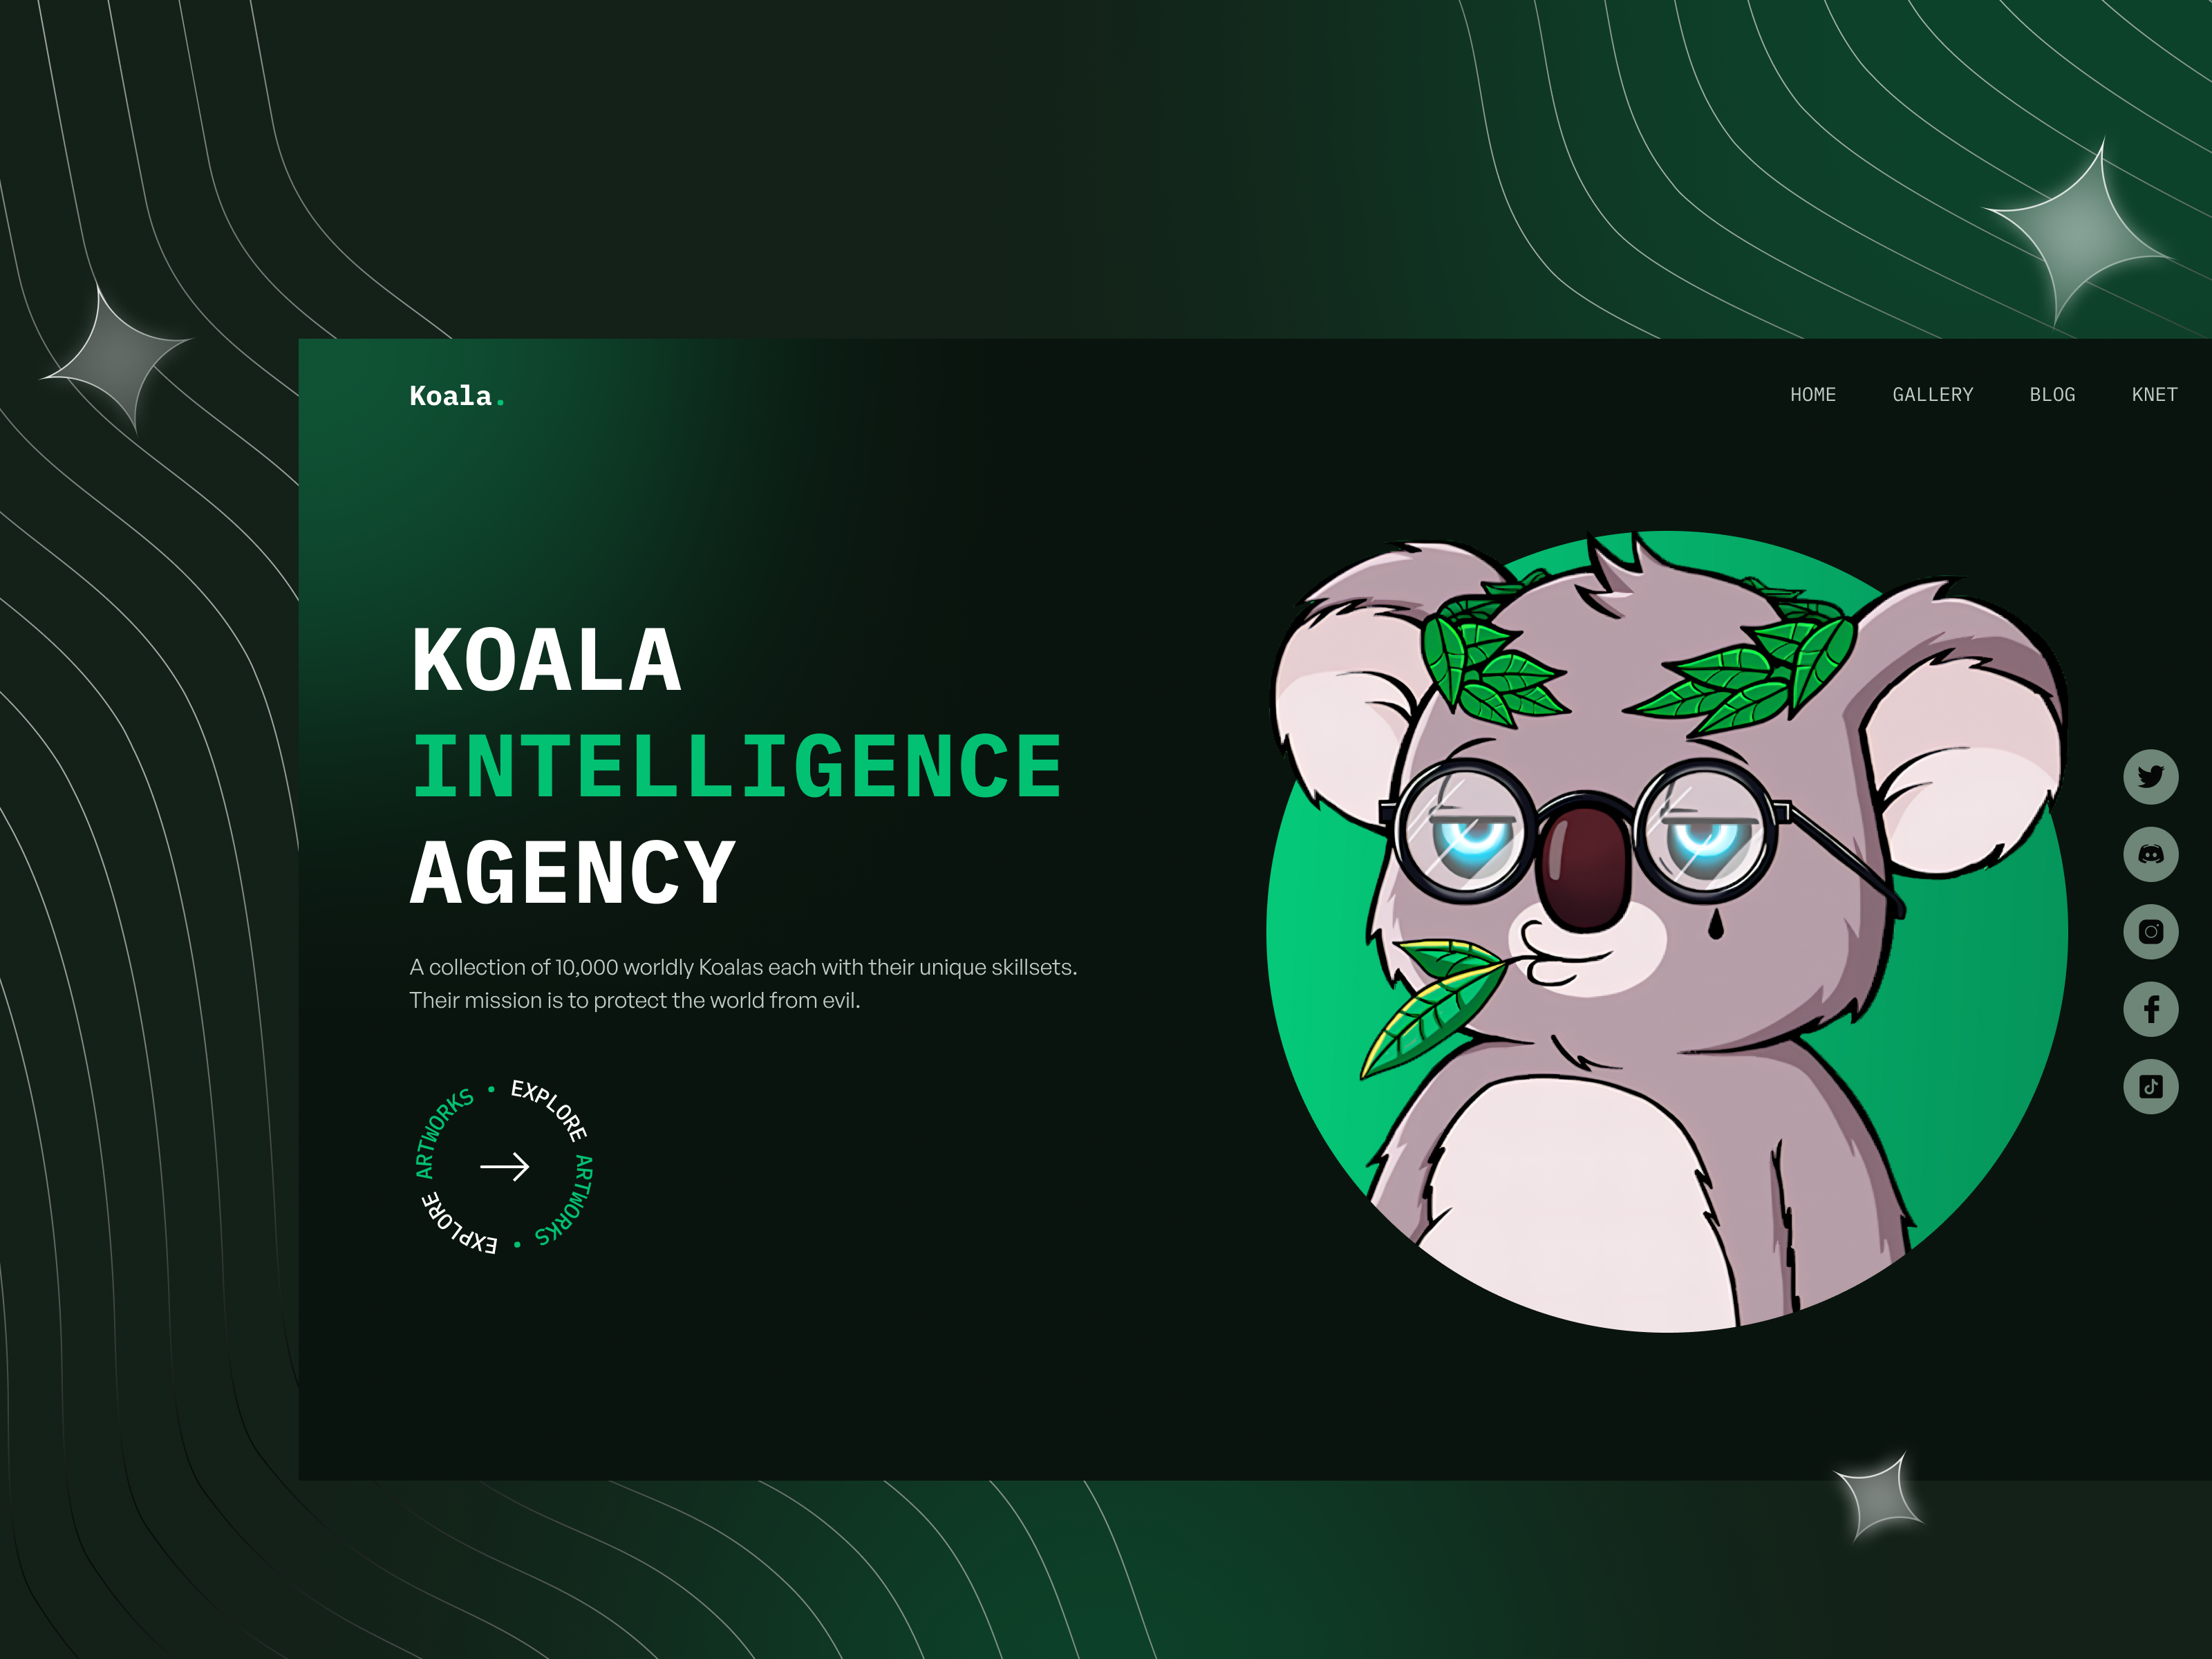 Koala.
HOME GALLERY BLOG KNET
KOALA
INTELLIGENCE
AGENCY
A collection of 10,000 worldly Koalas each with their unique skillsets.
Their mission is to protect the world from evil.
EXPLORE ARTWORKS • EXPLORE ARTWORKS •